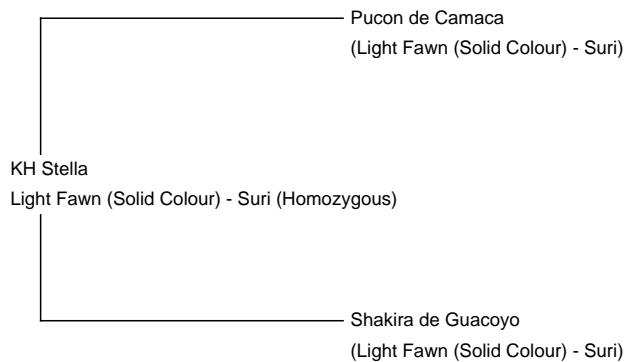 Pucon de Camaca
(Light Fawn (Solid Colour) - Suri)
KH Stella
Light Fawn (Solid Colour) - Suri (Homozygous)
Shakira de Guacoyo
(Light Fawn (Solid Colour) - Suri)